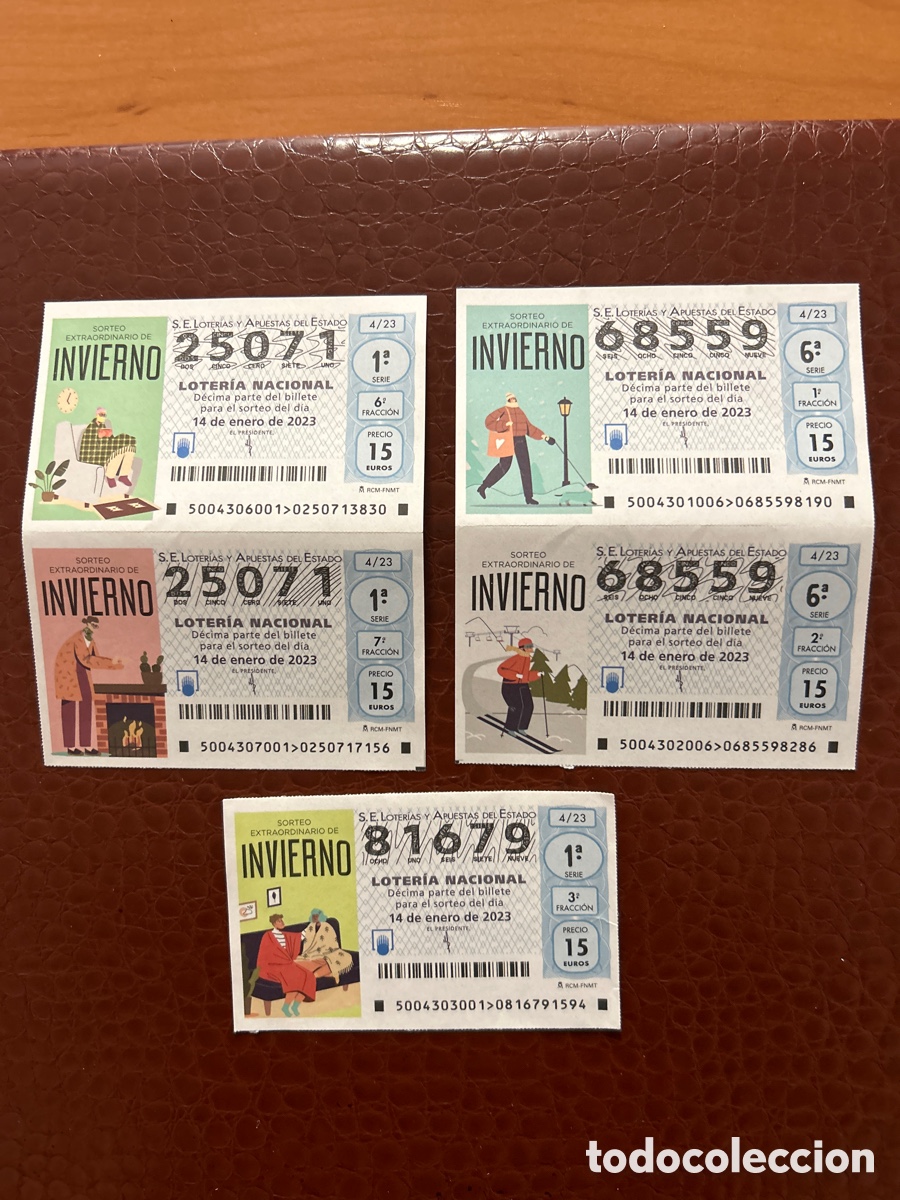 SORTEO
EXTRAORDINARIO DE
INVIERNO
S.E. LOTERÍAS Y APUESTAS DEL ESTADO
25071
DOS CINCO CERO SIETE UNO
LOTERÍA NACIONAL
Décima parte del billete
para el sorteo del día
14 de enero de 2023
EL PRESIDENTE,
4/23
1ª
SERIE
6ª
FRACCIÓN
PRECIO
15
EUROS
RCM-FNMT
5004306001>0250713830
SORTEO
EXTRAORDINARIO DE
INVIERNO
S.E. LOTERÍAS Y APUESTAS DEL ESTADO
68559
SEIS OCHO CINCO CINCO NUEVE
LOTERÍA NACIONAL
Décima parte del billete
para el sorteo del día
14 de enero de 2023
EL PRESIDENTE,
4/23
6ª
SERIE
1ª
FRACCIÓN
PRECIO
15
EUROS
RCM-FNMT
5004301006>0685598190
SORTEO
EXTRAORDINARIO DE
INVIERNO
S.E. LOTERÍAS Y APUESTAS DEL ESTADO
25071
DOS CINCO CERO SIETE UNO
LOTERÍA NACIONAL
Décima parte del billete
para el sorteo del día
14 de enero de 2023
EL PRESIDENTE,
4/23
1ª
SERIE
7ª
FRACCIÓN
PRECIO
15
EUROS
RCM-FNMT
5004307001>0250717156
SORTEO
EXTRAORDINARIO DE
INVIERNO
S.E. LOTERÍAS Y APUESTAS DEL ESTADO
68559
SEIS OCHO CINCO CINCO NUEVE
LOTERÍA NACIONAL
Décima parte del billete
para el sorteo del día
14 de enero de 2023
EL PRESIDENTE,
4/23
6ª
SERIE
2ª
FRACCIÓN
PRECIO
15
EUROS
RCM-FNMT
5004302006>0685598286
SORTEO
EXTRAORDINARIO DE
INVIERNO
S.E. LOTERÍAS Y APUESTAS DEL ESTADO
81679
OCHO UNO SEIS SIETE NUEVE
LOTERÍA NACIONAL
Décima parte del billete
para el sorteo del día
14 de enero de 2023
EL PRESIDENTE,
4/23
1ª
SERIE
3ª
FRACCIÓN
PRECIO
15
EUROS
RCM-FNMT
5004303001>0816791594
todocoleccion